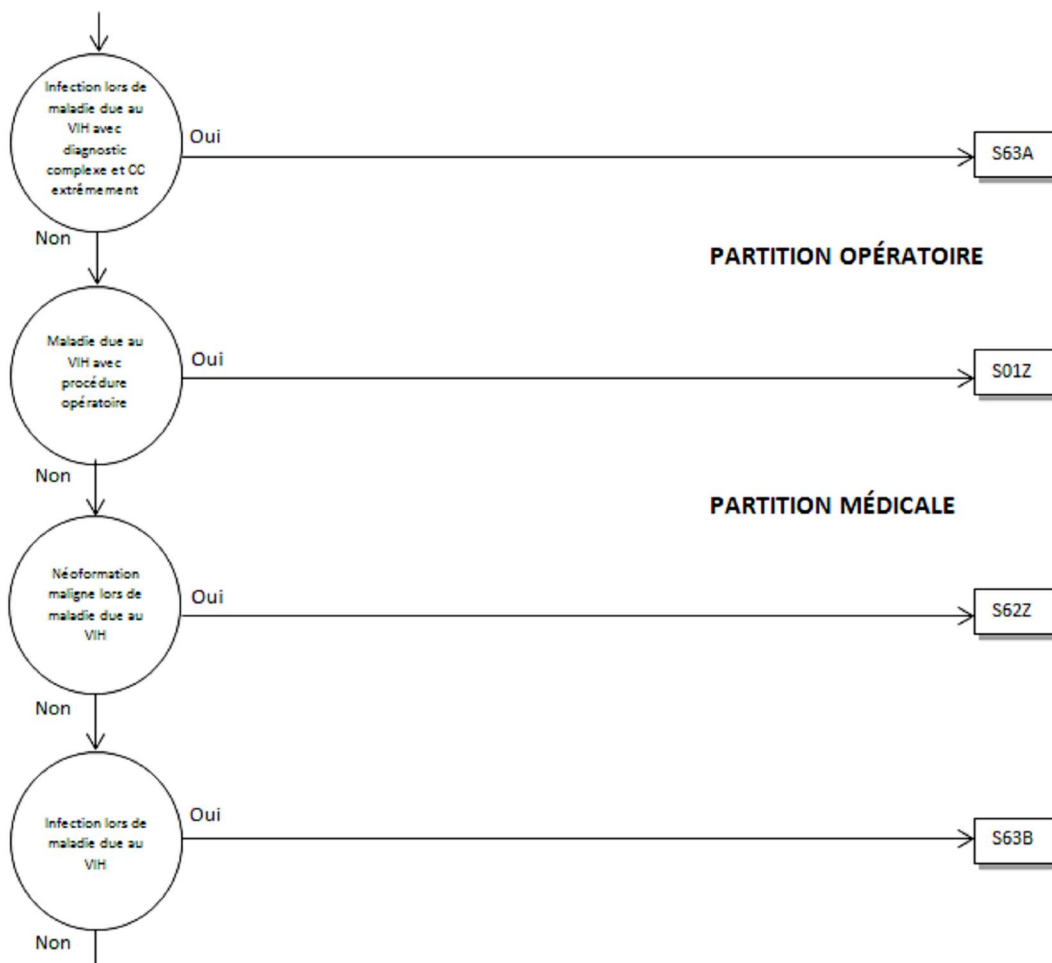 Infection lors de
maladie due au
VIH avec
diagnostic
complexe et CC
extrêmement
Oui
S63A
Non
PARTITION OPÉRATOIRE
Maladie due au
VIH avec
procédure
opératoire
Oui
S01Z
Non
PARTITION MÉDICALE
Néoformation
maligne lors de
maladie due au
VIH
Oui
S62Z
Non
Infection lors de
maladie due au
VIH
Oui
S63B
Non